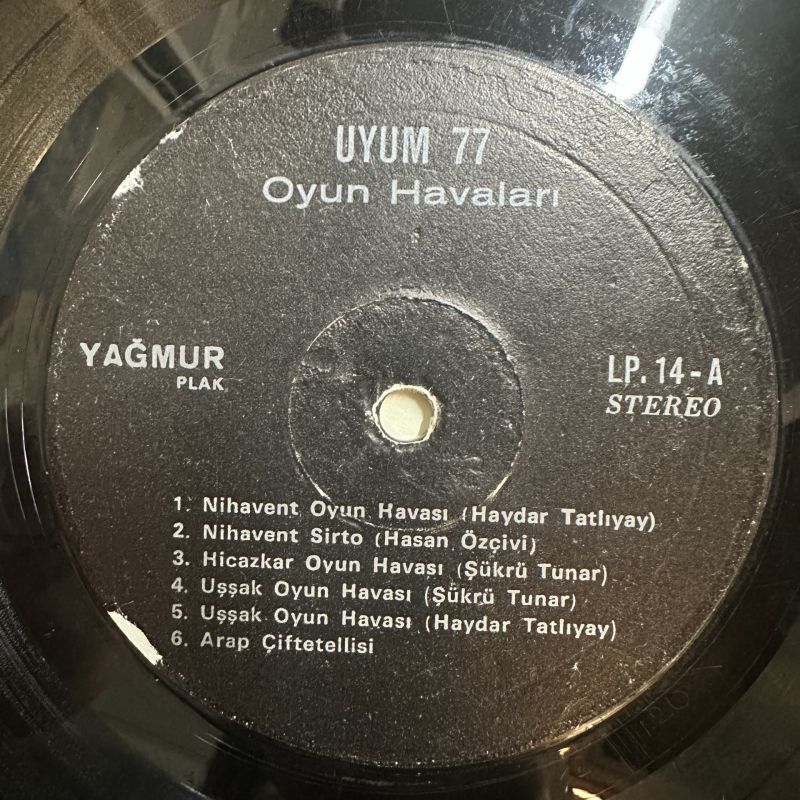 UYUM 77
Oyun Havaları
YAĞMUR
PLAK
LP. 14-A
STEREO
1. Nihavent Oyun Havası (Haydar Tatlıyay)
2. Nihavent Sirto (Hasan Özçivi)
3. Hicazkar Oyun Havası (Şükrü Tunar)
4. Uşşak Oyun Havası (Şükrü Tunar)
5. Uşşak Oyun Havası (Haydar Tatlıyay)
6. Arap Çiftetellisi